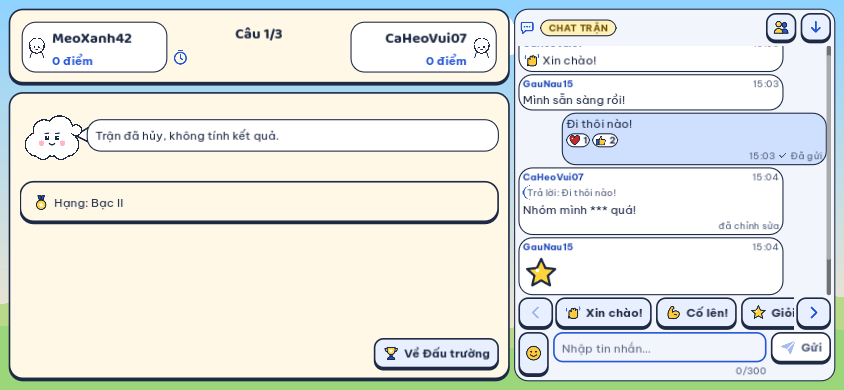 MeoXanh42
0 điểm
Câu 1/3
CaHeoVui07
0 điểm
Trận đã hủy, không tính kết quả.
Hạng: Bạc II
Về Đấu trường
CHAT TRẬN
Xin chào!
GauNau15 15:03
Mình sẵn sàng rồi!
Đi thôi nào!
1 2
15:03 ✓ Đã gửi
CaHeoVui07 15:04
Trả lời: Đi thôi nào!
Nhóm mình *** quá!
đã chỉnh sửa
GauNau15 15:04
Xin chào! Cố lên! Giỏi
Nhập tin nhắn... Gửi
0/300